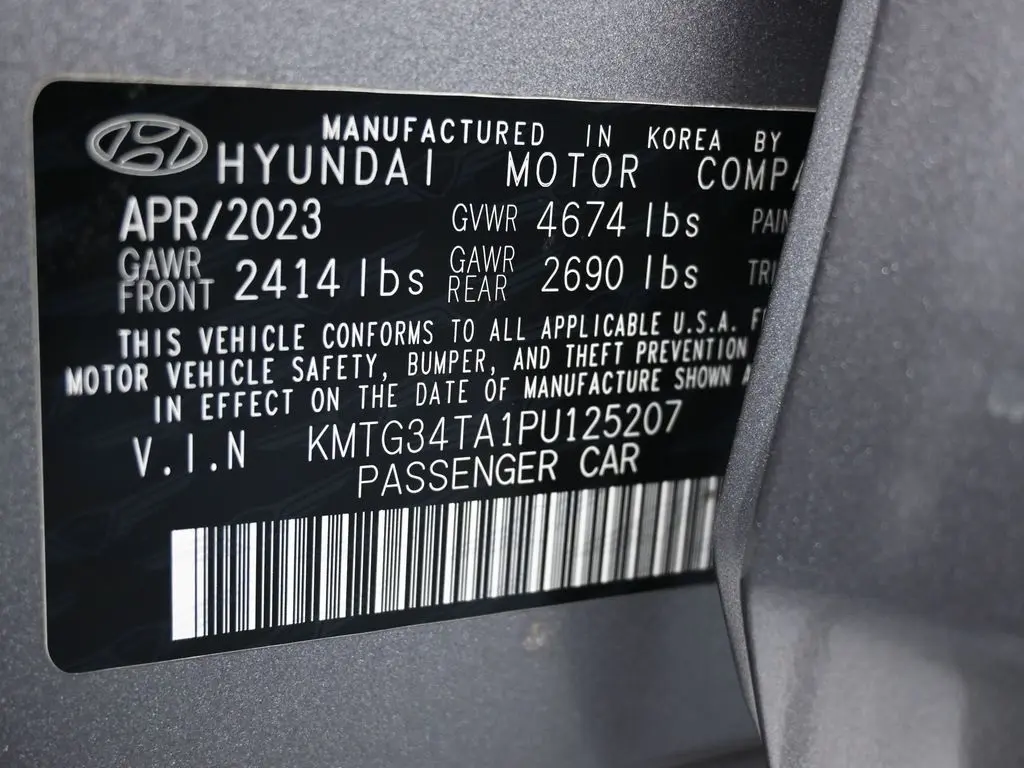 MANUFACTURED IN KOREA BY
HYUNDAI MOTOR
APR/2023 GVWR 4674 lbs
GAWR FRONT 2414 lbs GAWR REAR 2690 lbs
THIS VEHICLE CONFORMS TO ALL APPLICABLE U.S.A.
MOTOR VEHICLE SAFETY, BUMPER, AND THEFT PREVENTION
IN EFFECT ON THE DATE OF MANUFACTURE SHOWN
V.I.N KMTG34TA1PU125207
PASSENGER CAR